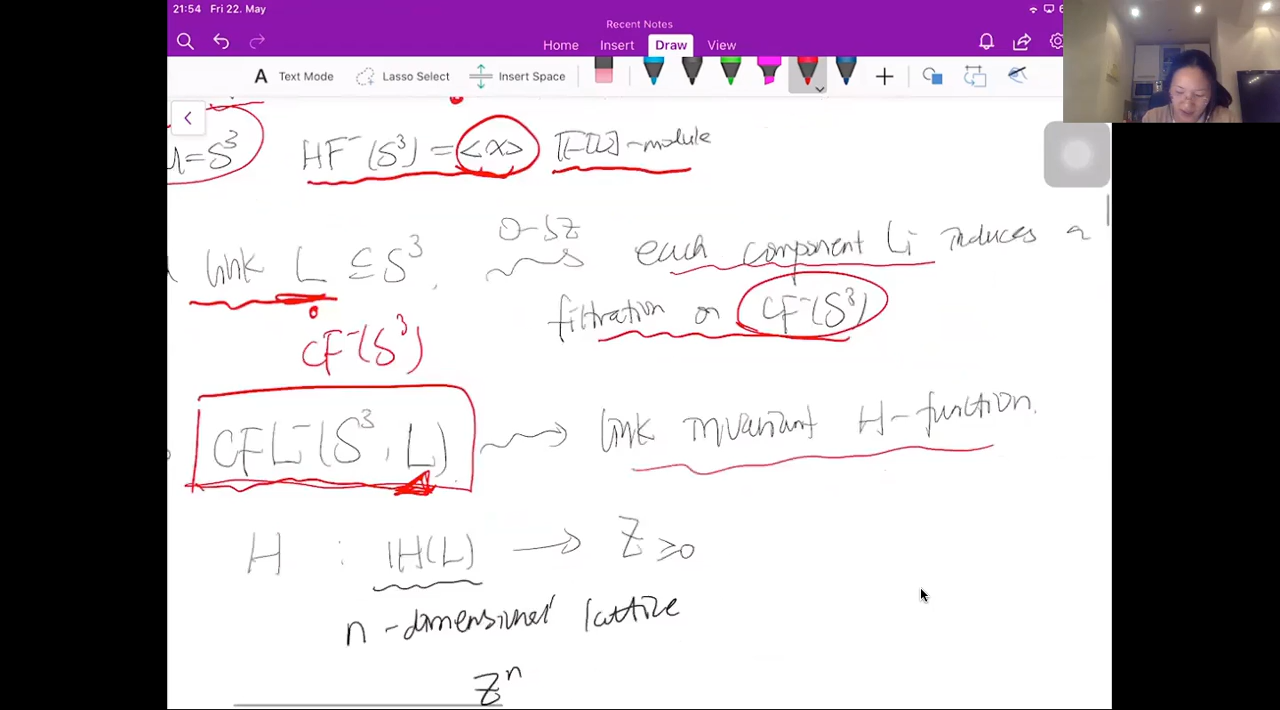 21:54 Fri 22. May
Recent Notes
Home Insert Draw View
A Text Mode Lasso Select Insert Space
=S³ HF⁻(S³) = <x> 𝔽[U]-module
link L ⊆ S³, O-SZ each component Li induces a
filtration on CF⁻(S³)
CF⁻(S³)
CFL⁻(S³, L) ⟿ link invariant H-function.
H : ℍ(L) → Z≥0
n-dimensional lattice
Zⁿ